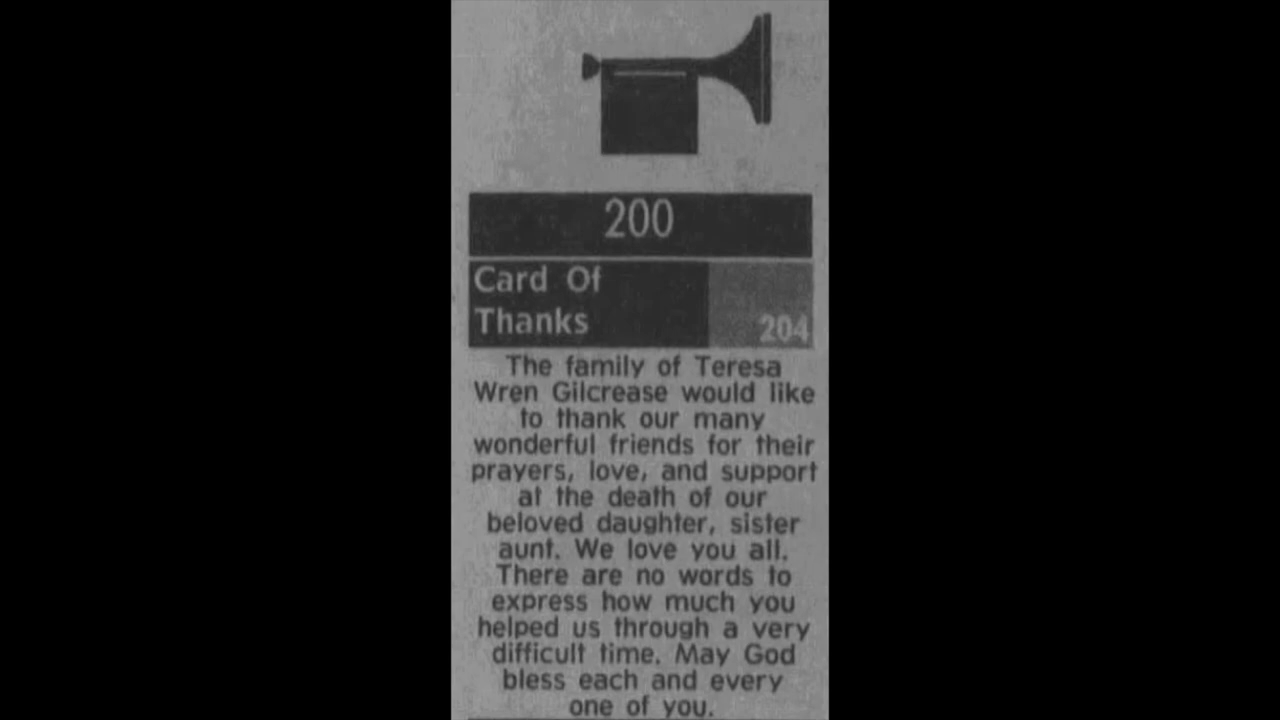 200
Card Of
Thanks 204
The family of Teresa
Wren Gilcrease would like
to thank our many
wonderful friends for their
prayers, love, and support
at the death of our
beloved daughter, sister
aunt. We love you all.
There are no words to
express how much you
helped us through a very
difficult time. May God
bless each and every
one of you.